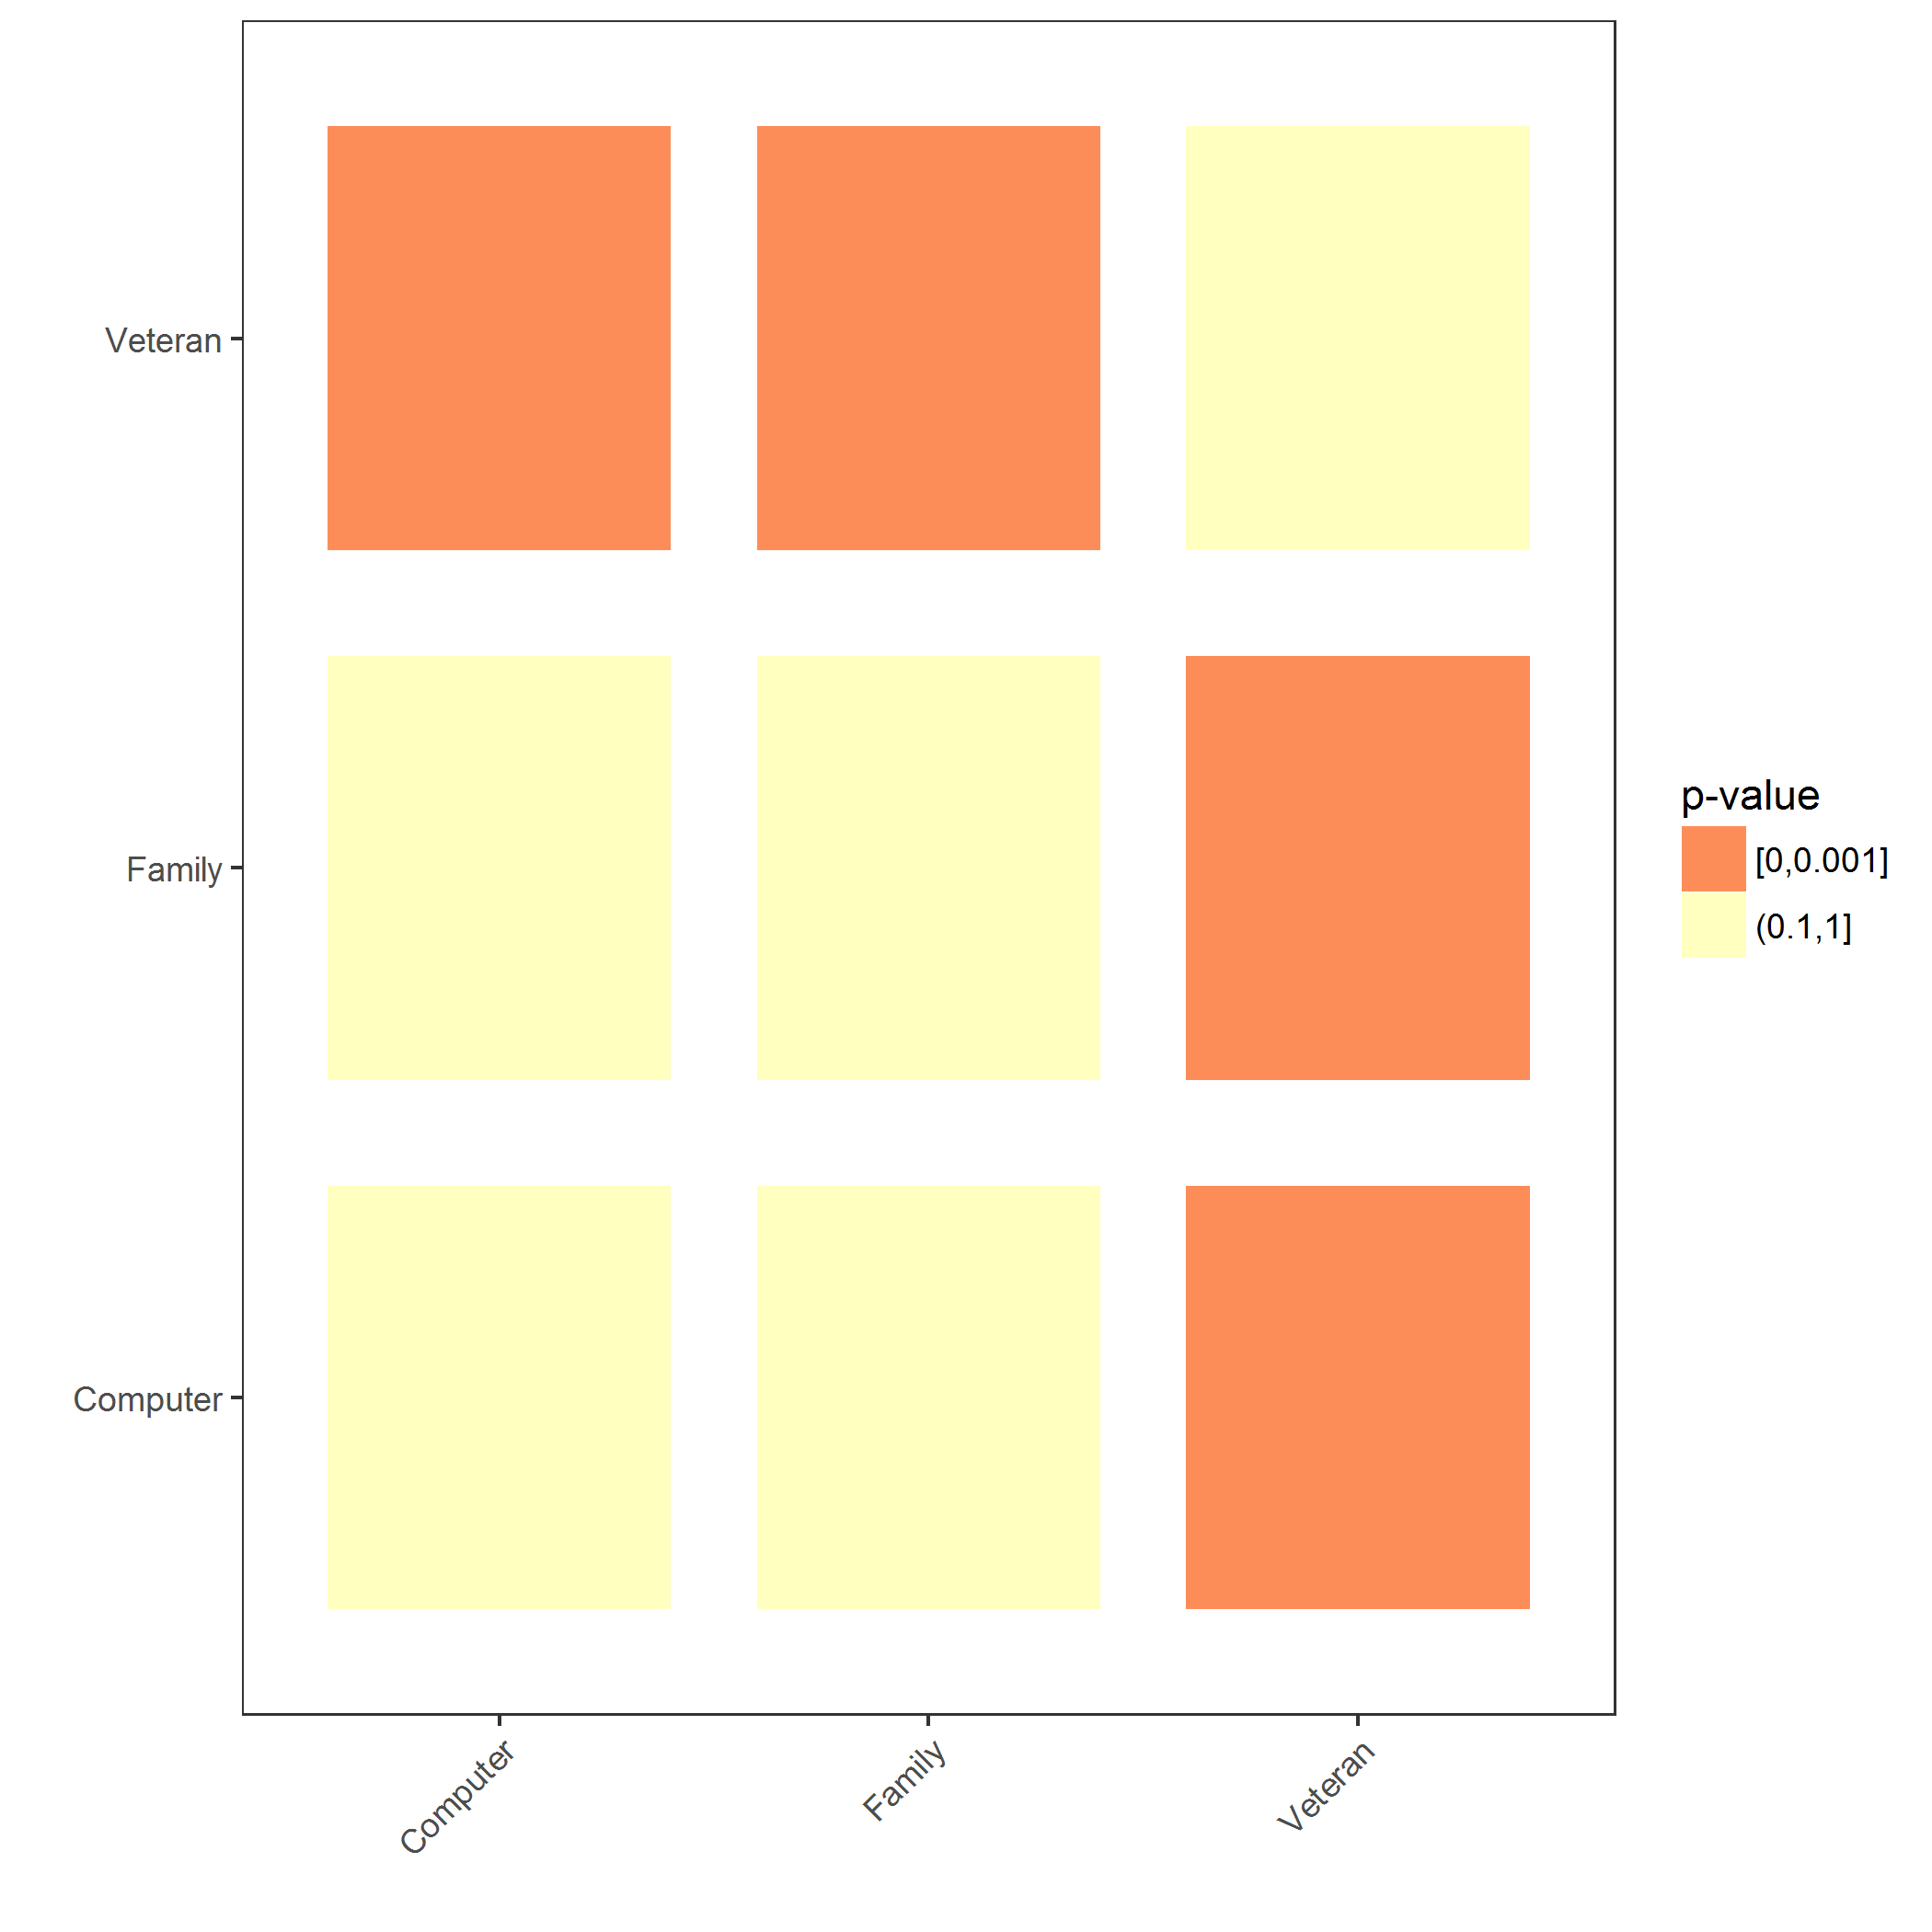 Veteran
Family
Computer
Computer
Family
Veteran
p-value
[0,0.001]
(0.1,1]